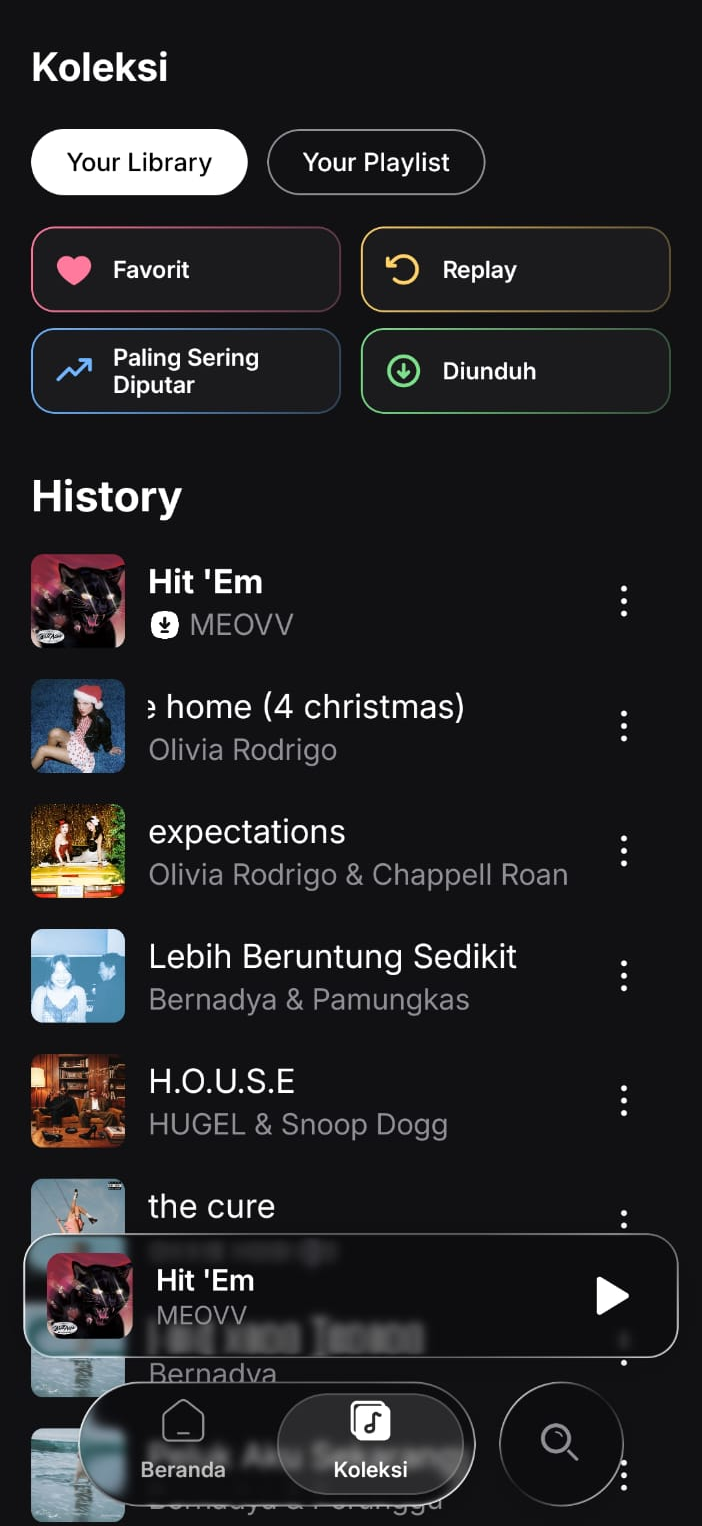 Koleksi
Your Library
Your Playlist
Favorit
Replay
Paling Sering
Diputar
Diunduh
History
Hit 'Em
MEOVV
home (4 christmas)
Olivia Rodrigo
expectations
Olivia Rodrigo & Chappell Roan
Lebih Beruntung Sedikit
Bernadya & Pamungkas
H.O.U.S.E
HUGEL & Snoop Dogg
the cure
Hit 'Em
MEOVV
Bernadya
Beranda
Koleksi